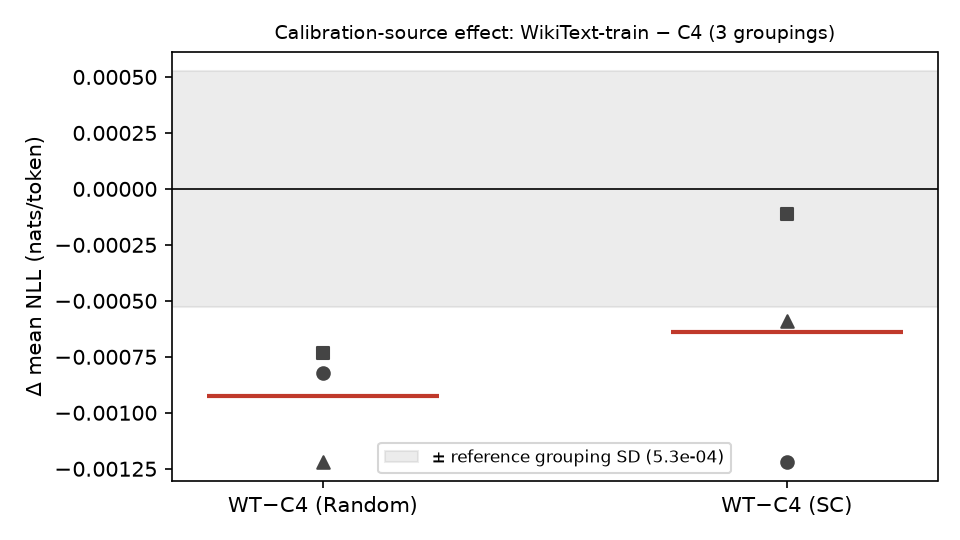 Calibration-source effect: WikiText-train − C4 (3 groupings)
Δ mean NLL (nats/token)
0.00050
0.00025
0.00000
−0.00025
−0.00050
−0.00075
−0.00100
−0.00125
± reference grouping SD (5.3e-04)
WT−C4 (Random)
WT−C4 (SC)